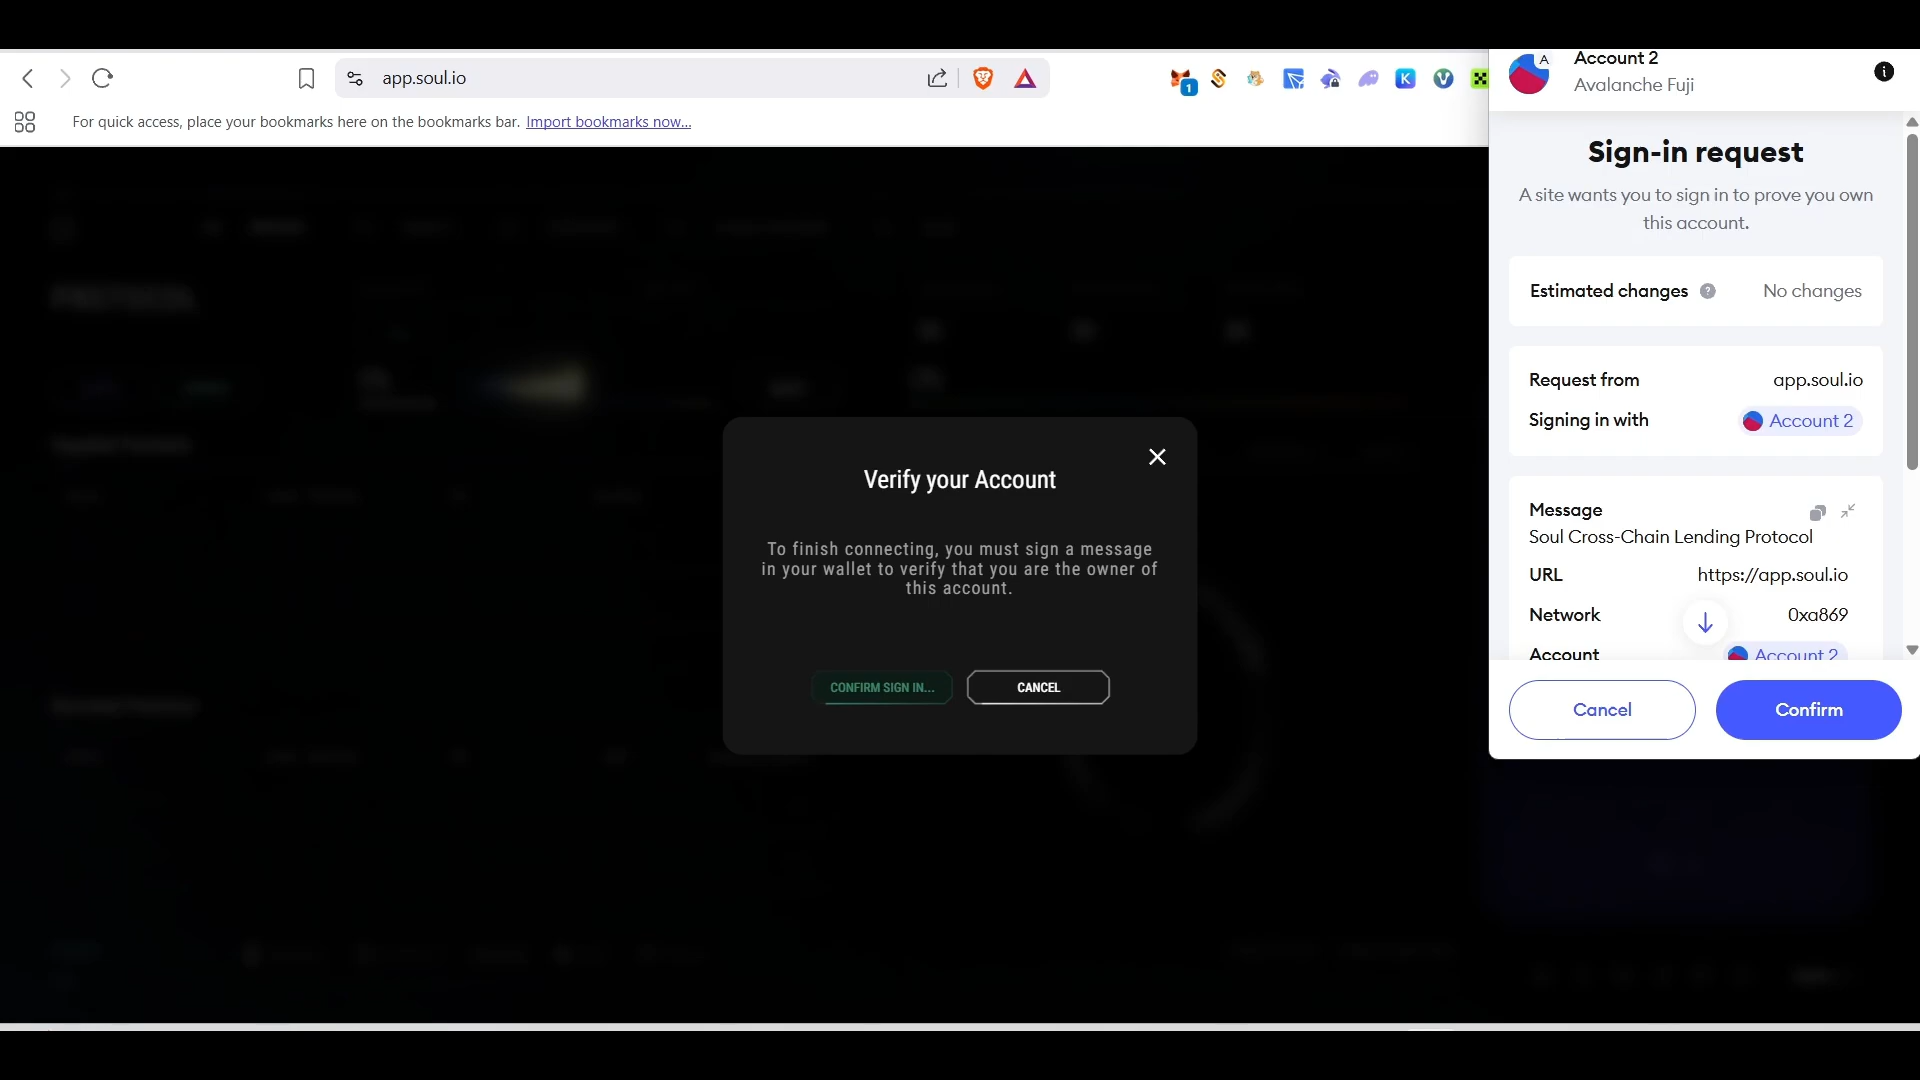 app.soul.io
1
K
For quick access, place your bookmarks here on the bookmarks bar. Import bookmarks now...
PROTOCOL
Verify your Account
To finish connecting, you must sign a message
in your wallet to verify that you are the owner of
this account.
CONFIRM SIGN IN...
CANCEL
A
Account 2
Avalanche Fuji
Sign-in request
A site wants you to sign in to prove you own
this account.
Estimated changes ? No changes
Request from app.soul.io
Signing in with Account 2
Message
Soul Cross-Chain Lending Protocol
URL https://app.soul.io
Network 0xa869
Account Account 2
Cancel
Confirm